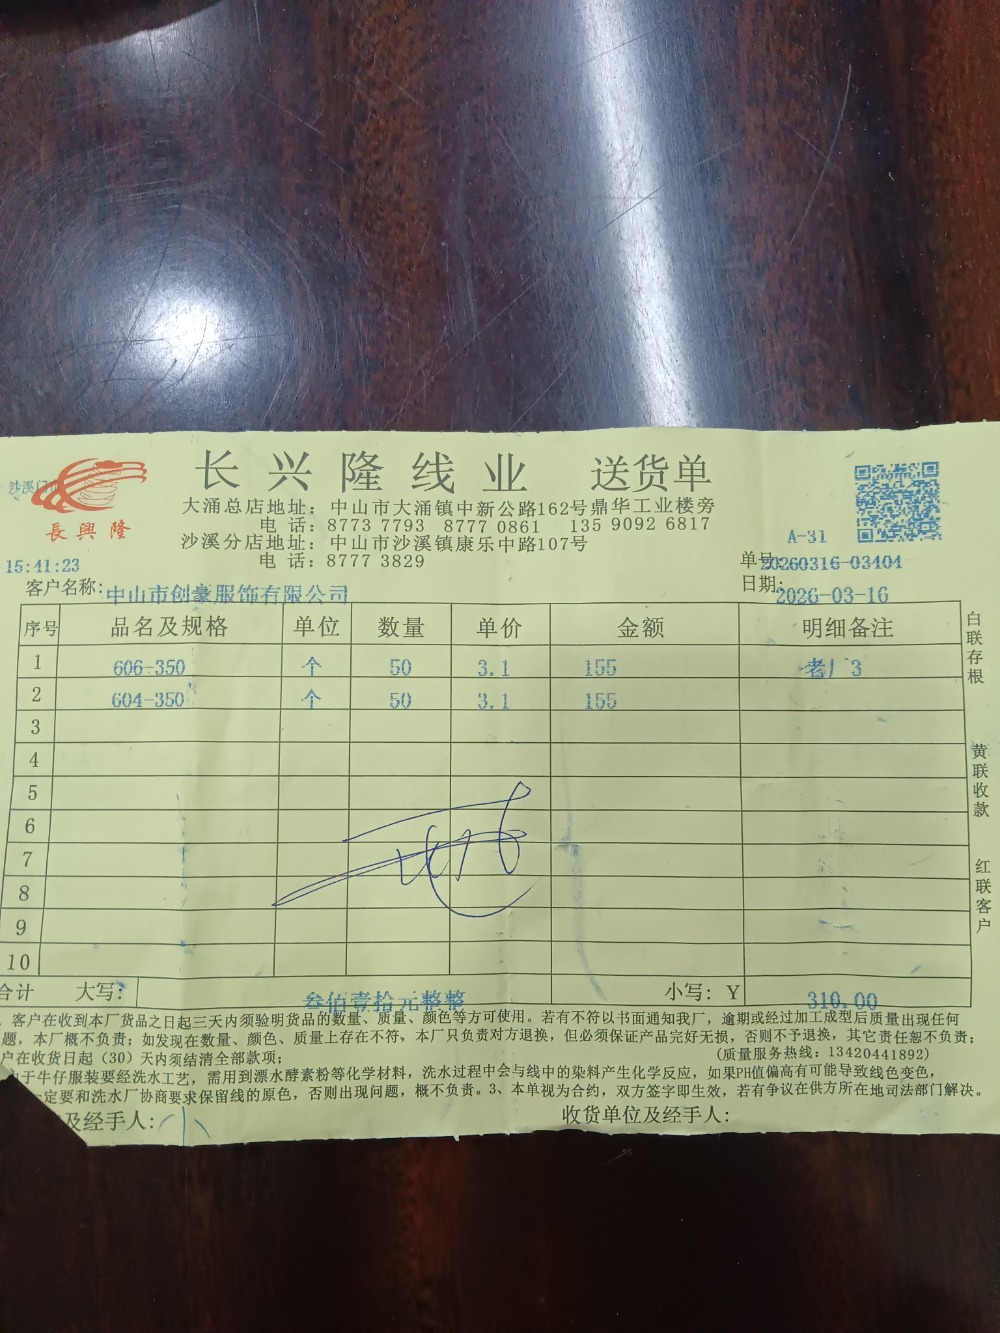 长兴隆线业 送货单
沙溪门
長興隆
大涌总店地址：中山市大涌镇中新公路162号鼎华工业楼旁
电 话：8773 7793 8777 0861 135 9092 6817
沙溪分店地址：中山市沙溪镇康乐中路107号
电 话：8777 3829
A-31
15:41:23
单号:20260316-03404
客户名称：中山市创豪服饰有限公司
日期：2026-03-16
序号 品名及规格 单位 数量 单价 金额 明细备注
1 606-350 个 50 3.1 155 老厂3
2 604-350 个 50 3.1 155
3
4
5
6
7
8
9
10
合计 大写： 叁佰壹拾元整整 小写：Y 310.00
白联存根 黄联收款 红联客户
客户在收到本厂货品之日起三天内须验明货品的数量、质量、颜色等方可使用。若有不符以书面通知我厂，逾期或经过加工成型后质量出现任何
题，本厂概不负责；如发现在数量、颜色、质量上存在不符，本厂只负责对方退换，但必须保证产品完好无损，否则不予退换，其它责任恕不负责；
户在收货日起（30）天内须结清全部款项； (质量服务热线：13420441892)
由于牛仔服装要经洗水工艺，需用到漂水酵素粉等化学材料，洗水过程中会与线中的染料产生化学反应，如果PH值偏高有可能导致线色变色，
一定要和洗水厂协商要求保留线的原色，否则出现问题，概不负责。3、本单视为合约，双方签字即生效，若有争议在供方所在地司法部门解决。
及经手人： 收货单位及经手人：